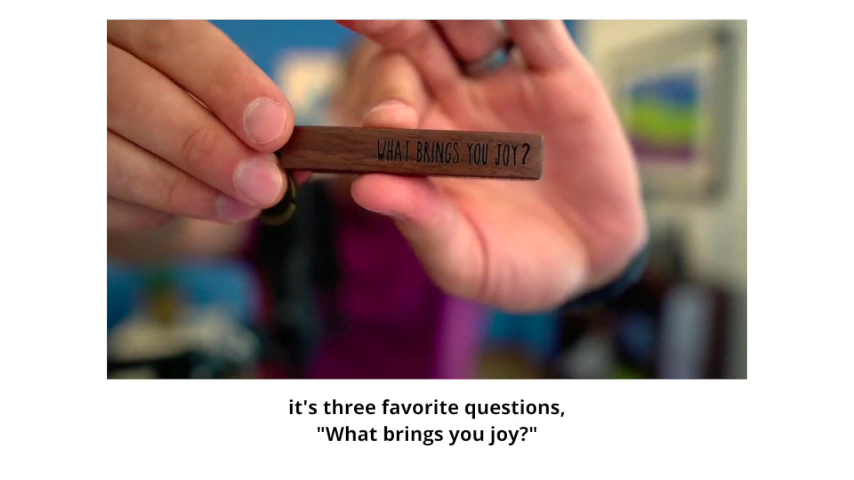 WHAT BRINGS YOU JOY?
it's three favorite questions,
"What brings you joy?"